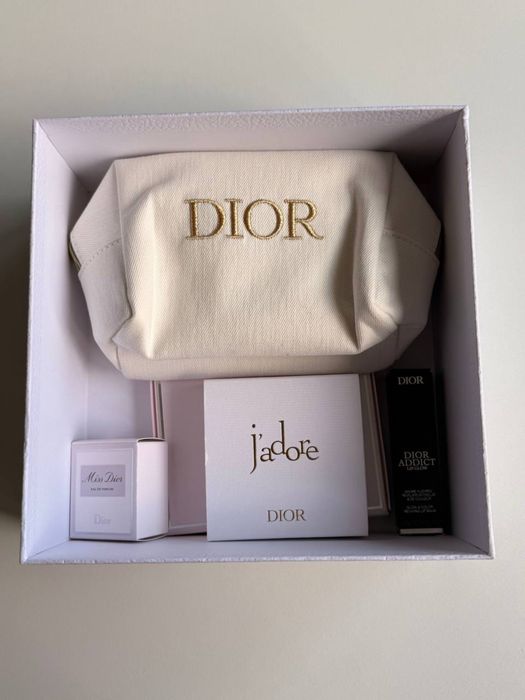 DIOR
j'adore
DIOR
Miss Dior
EAU DE PARFUM
Dior
DIOR
DIOR
ADDICT
LIP GLOW